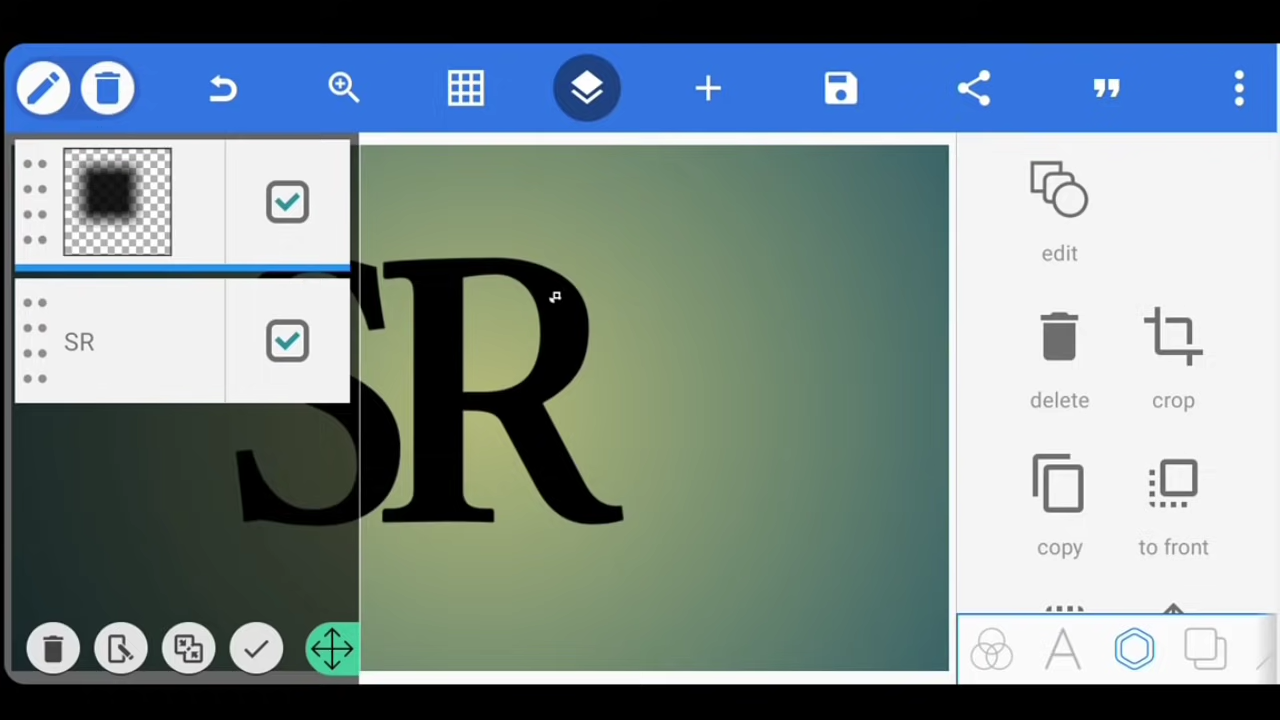 SR
SR
edit
delete
crop
copy
to front